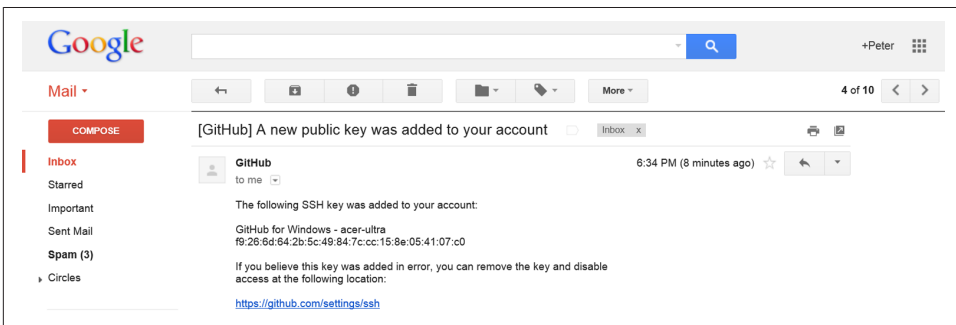 Google
+Peter
Mail
More
4 of 10
COMPOSE
[GitHub] A new public key was added to your account
Inbox x
Inbox
Starred
Important
Sent Mail
Spam (3)
Circles
GitHub
6:34 PM (8 minutes ago)
to me
The following SSH key was added to your account:
GitHub for Windows - acer-ultra
f9:26:6d:64:2b:5c:49:84:7c:cc:15:8e:05:41:07:c0
If you believe this key was added in error, you can remove the key and disable
access at the following location:
https://github.com/settings/ssh